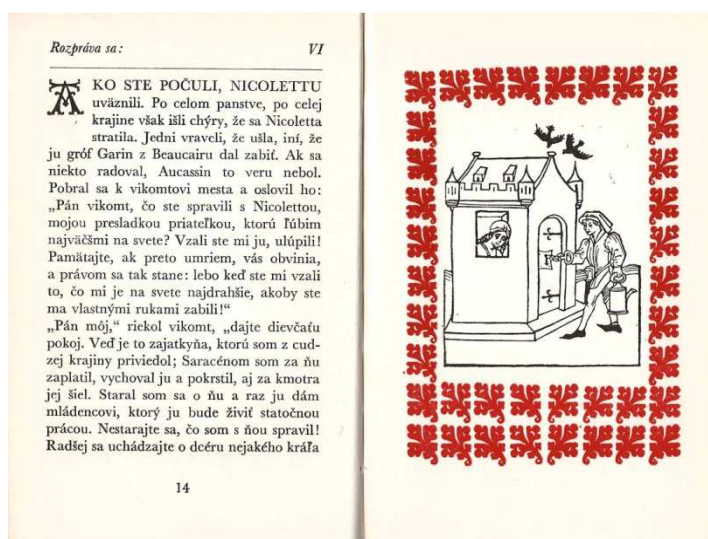 Rozpráva sa: VI
AKO STE POČULI, NICOLETTU
uväznili. Po celom panstve, po celej
krajine však išli chýry, že sa Nicoletta
stratila. Jedni vraveli, že ušla, iní, že
ju gróf Garin z Beaucairu dal zabiť. Ak sa
niekto radoval, Aucassin to veru nebol.
Pobral sa k vikomtovi mesta a oslovil ho:
„Pán vikomt, čo ste spravili s Nicolettou,
mojou presladkou priateľkou, ktorú ľúbim
najväčšmi na svete? Vzali ste mi ju, ulúpili!
Pamätajte, ak preto umriem, vás obvinia,
a právom sa tak stane: lebo keď ste mi vzali
to, čo mi je na svete najdrahšie, akoby ste
ma vlastnými rukami zabili!“
„Pán môj,“ riekol vikomt, „dajte dievčaťu
pokoj. Veď je to zajatkyňa, ktorú som z cud-
zej krajiny priviedol; Saracénom som za ňu
zaplatil, vychoval ju a pokrstil, aj za kmotra
jej šiel. Staral som sa o ňu a raz ju dám
mládencovi, ktorý ju bude živiť statočnou
prácou. Nestarajte sa, čo som s ňou spravil!
Radšej sa uchádzajte o dcéru nejakého kráľa
14